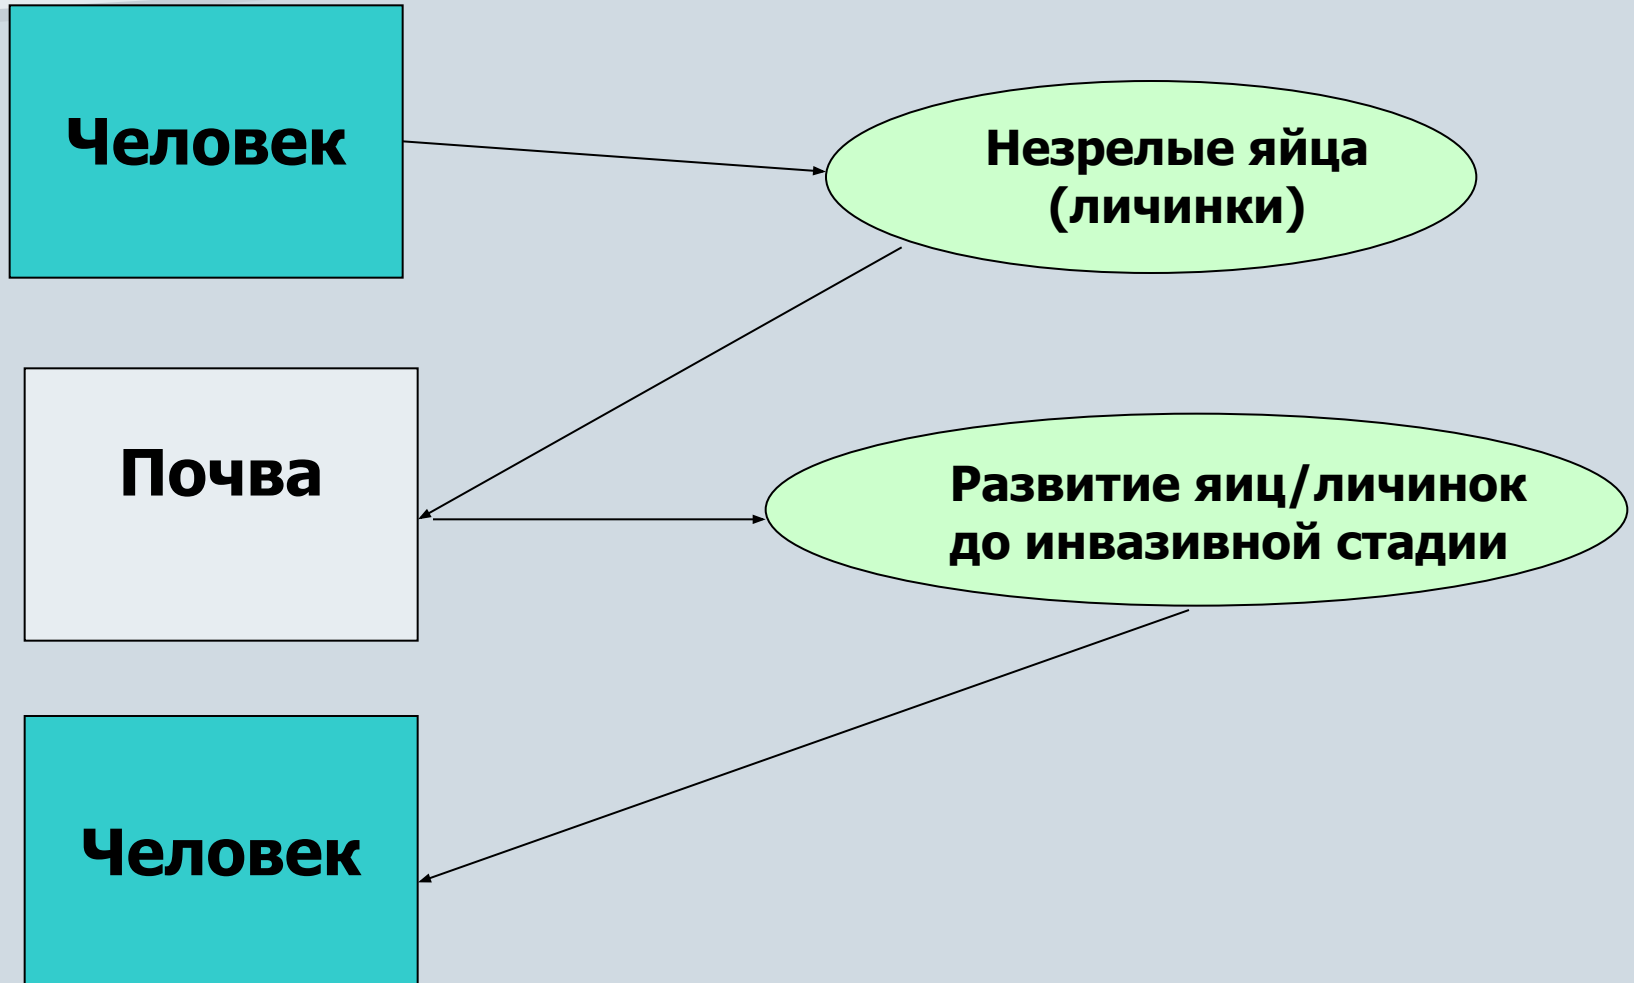 Человек
Незрелые яйца
(личинки)
Почва
Развитие яиц/личинок
до инвазивной стадии
Человек